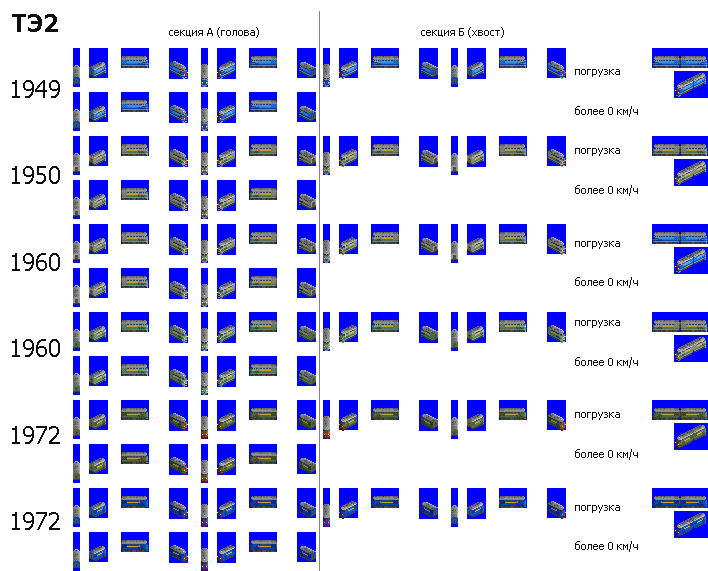 ТЭ2
секция А (голова)
секция Б (хвост)
1949
погрузка
более 0 км/ч
1950
погрузка
более 0 км/ч
1960
погрузка
более 0 км/ч
1960
погрузка
более 0 км/ч
1972
погрузка
более 0 км/ч
1972
погрузка
более 0 км/ч